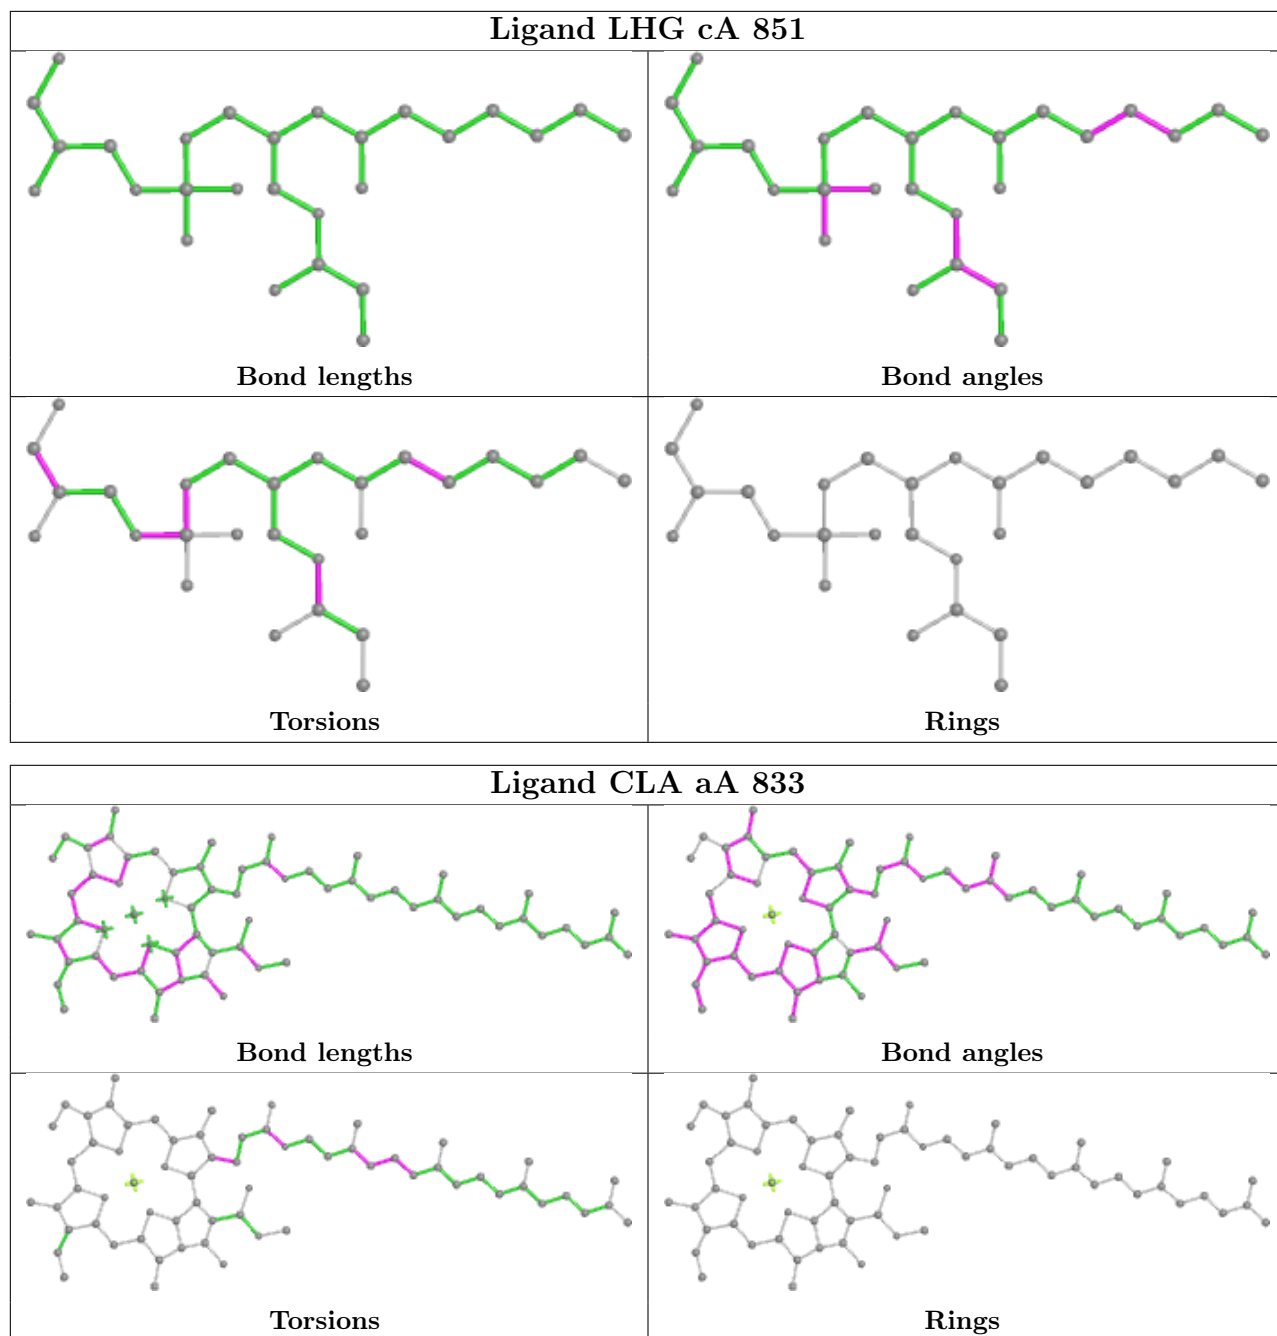 Ligand LHG cA 851
Bond lengths
Bond angles
Torsions
Rings
Ligand CLA aA 833
Bond lengths
Bond angles
Torsions
Rings